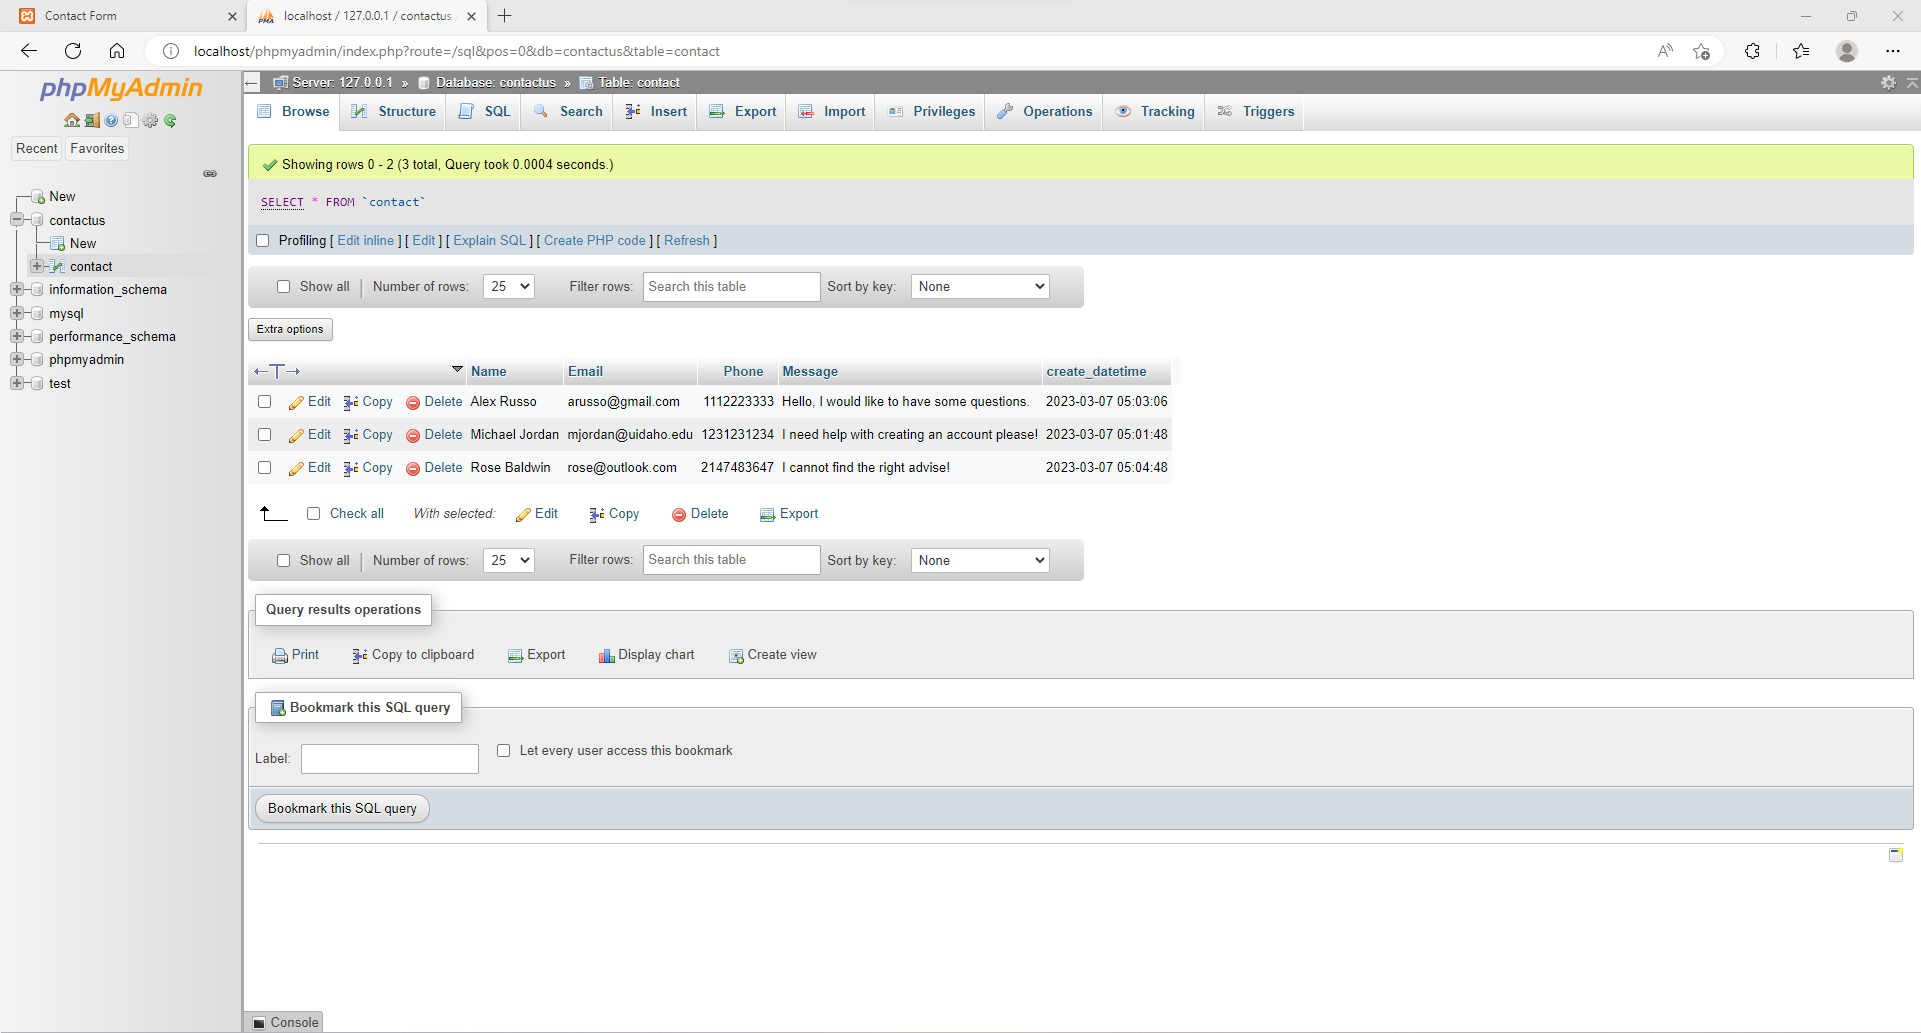 Contact Form
localhost / 127.0.0.1 / contactus
localhost/phpmyadmin/index.php?route=/sql&pos=0&db=contactus&table=contact
phpMyAdmin
Recent Favorites
New
contactus
New
contact
information_schema
mysql
performance_schema
phpmyadmin
test
Server: 127.0.0.1 » Database: contactus » Table: contact
Browse Structure SQL Search Insert Export Import Privileges Operations Tracking Triggers
Showing rows 0 - 2 (3 total, Query took 0.0004 seconds.)
SELECT * FROM `contact`
Profiling [ Edit inline ] [ Edit ] [ Explain SQL ] [ Create PHP code ] [ Refresh ]
Show all Number of rows: 25 Filter rows: Search this table Sort by key: None
Extra options
Name Email Phone Message create_datetime
Edit Copy Delete Alex Russo arusso@gmail.com 1112223333 Hello, I would like to have some questions. 2023-03-07 05:03:06
Edit Copy Delete Michael Jordan mjordan@uidaho.edu 1231231234 I need help with creating an account please! 2023-03-07 05:01:48
Edit Copy Delete Rose Baldwin rose@outlook.com 2147483647 I cannot find the right advise! 2023-03-07 05:04:48
Check all With selected: Edit Copy Delete Export
Show all Number of rows: 25 Filter rows: Search this table Sort by key: None
Query results operations
Print Copy to clipboard Export Display chart Create view
Bookmark this SQL query
Label: Let every user access this bookmark
Bookmark this SQL query
Console